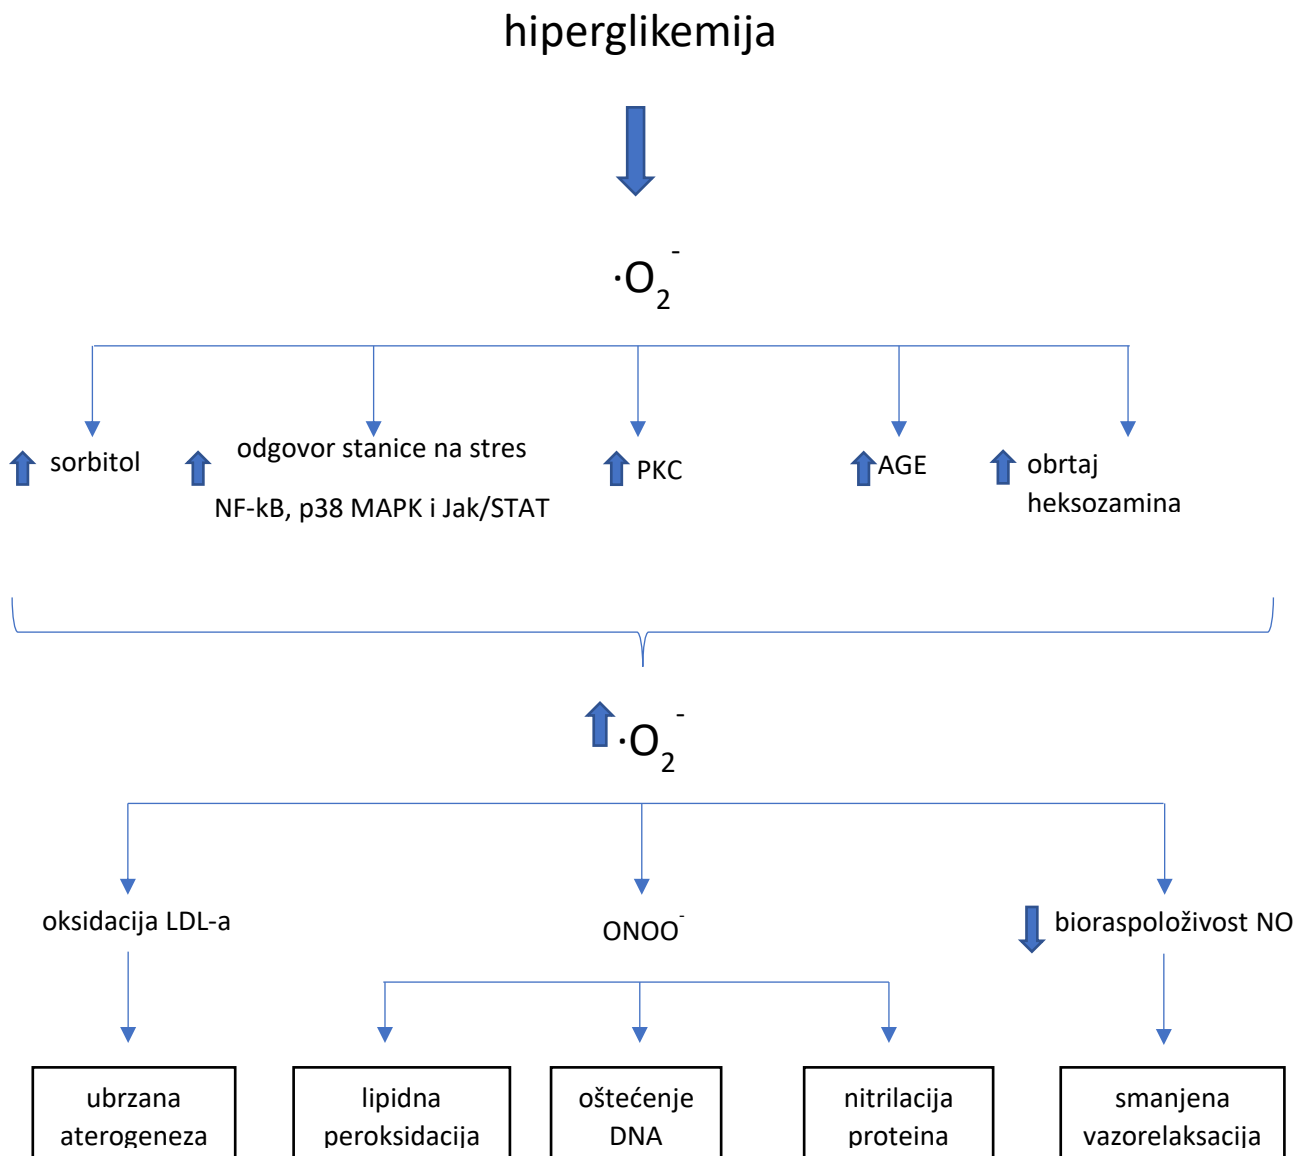 hiperglikemija
·O₂⁻
sorbitol
odgovor stanice na stres
NF-kB, p38 MAPK i Jak/STAT
PKC
AGE
obrtaj
heksozamina
·O₂⁻
oksidacija LDL-a
ONOO⁻
bioraspoloživost NO
ubrzana
aterogeneza
lipidna
peroksidacija
oštećenje
DNA
nitrilacija
proteina
smanjena
vazorelaksacija